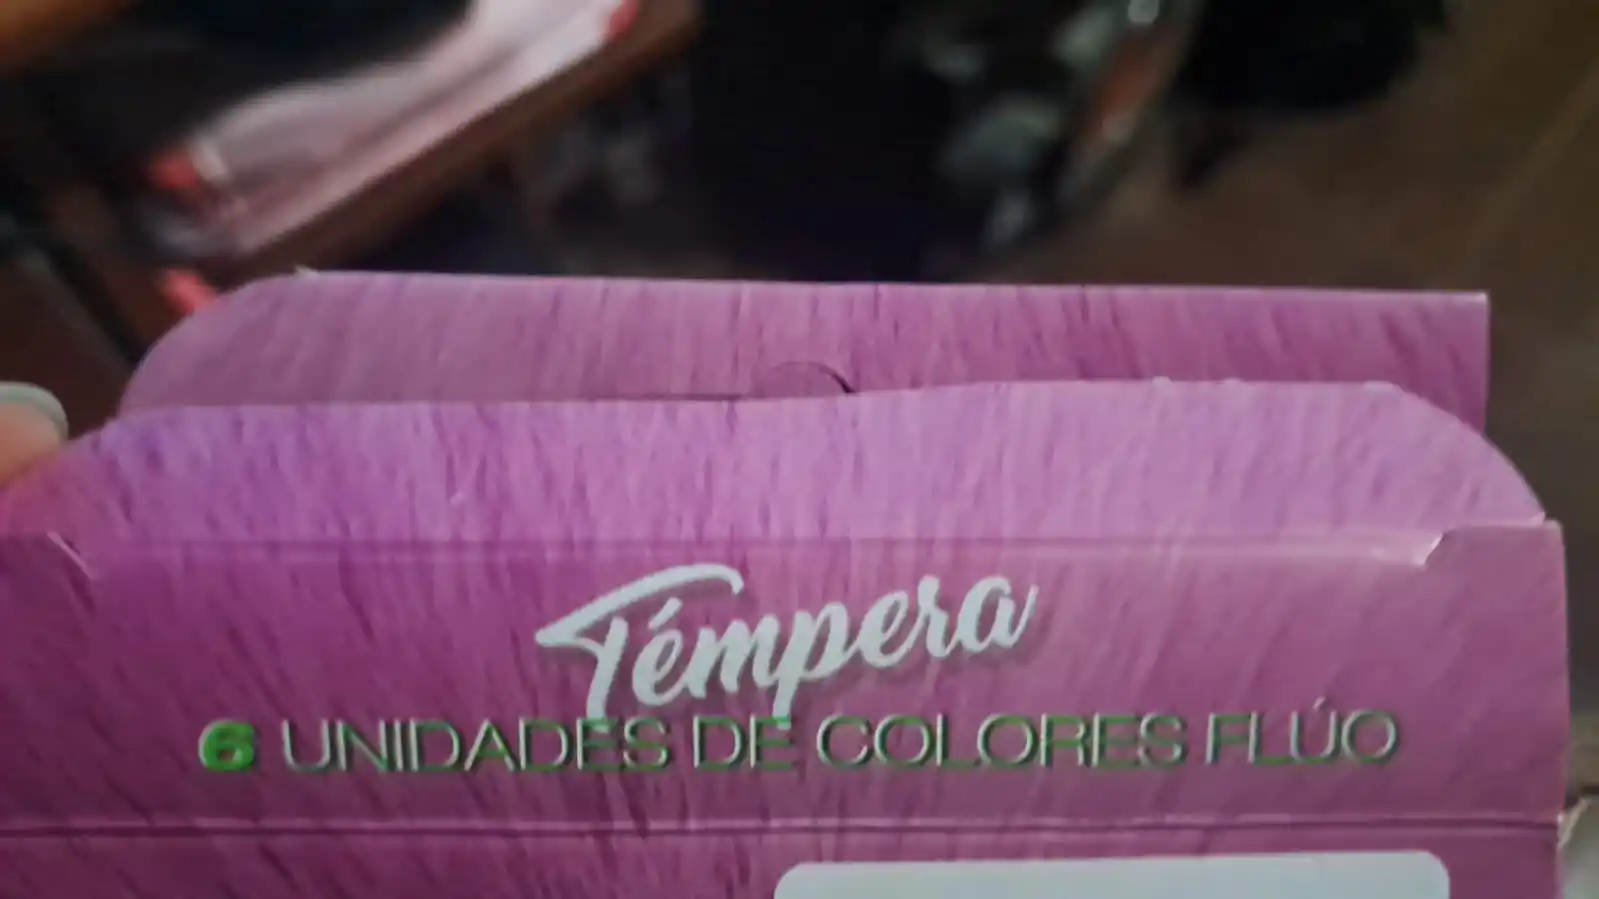 Témpera
6 UNIDADES DE COLORES FLÚO